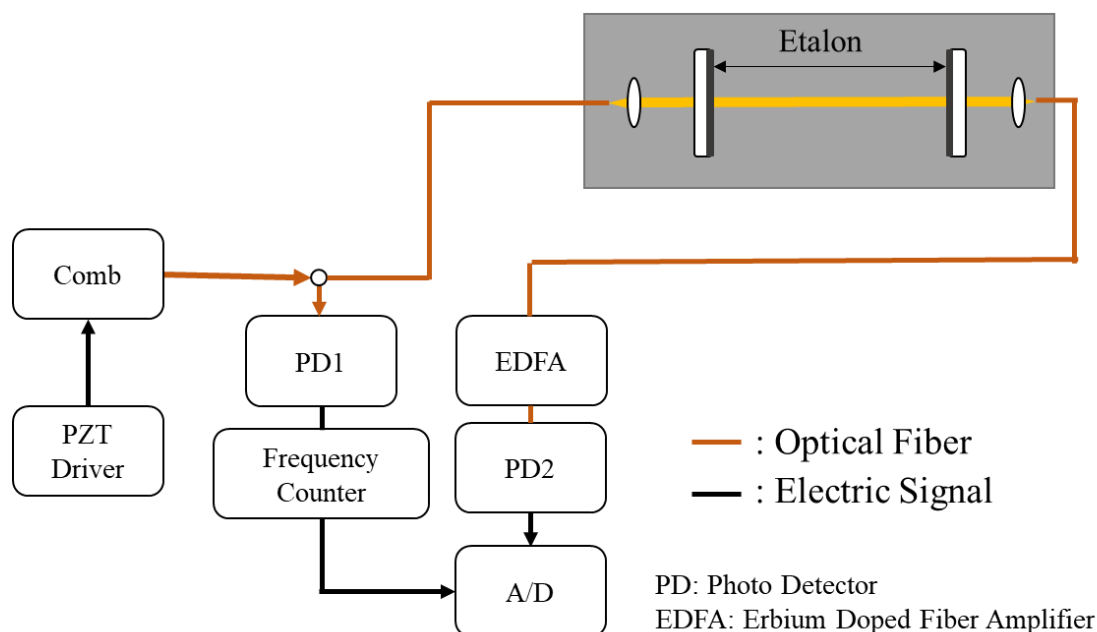 Etalon
Comb
PD1
EDFA
PZT
Driver
Frequency
Counter
PD2
: Optical Fiber
: Electric Signal
A/D
PD: Photo Detector
EDFA: Erbium Doped Fiber Amplifier